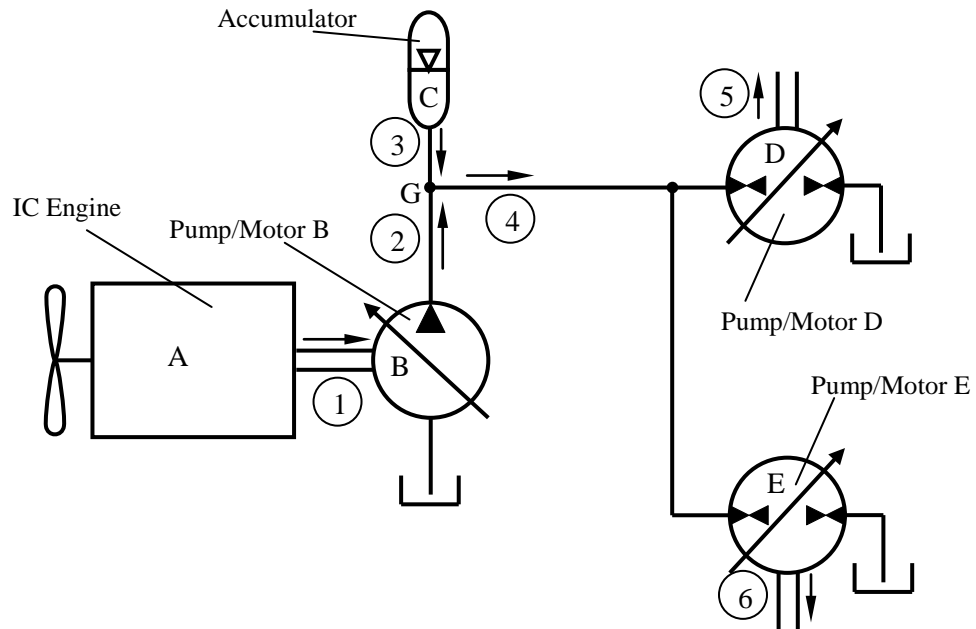 Accumulator
C
5
3
D
G
4
IC Engine
Pump/Motor B
2
Pump/Motor D
A
B
Pump/Motor E
1
E
6